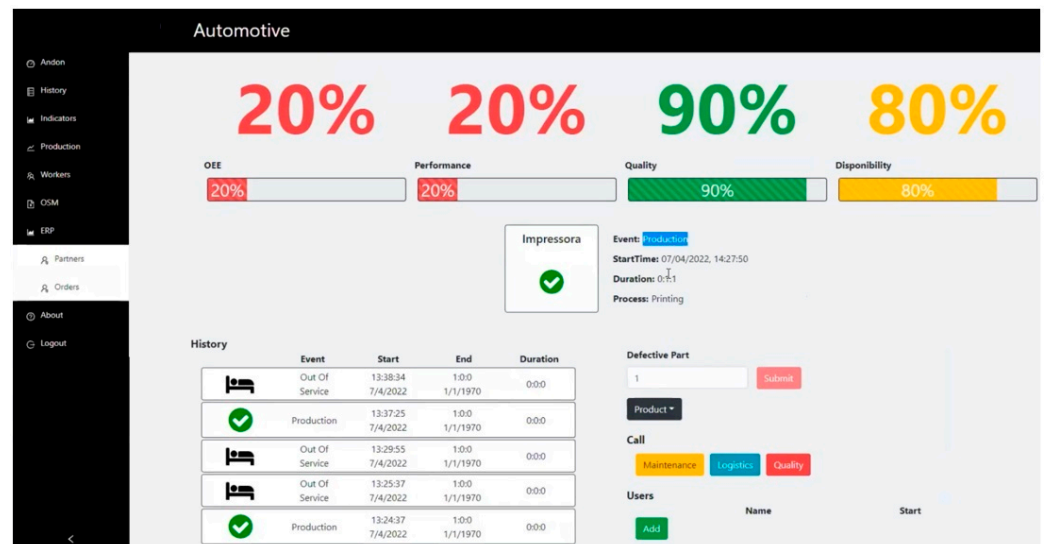 Automotive
Andon
History
Indicators
Production
Workers
OSM
ERP
Partners
Orders
About
Logout
20% 20% 90% 80%
OEE Performance Quality Disponibility
20% 20% 90% 80%
Impressora
Event: Production
StartTime: 07/04/2022, 14:27:50
Duration:
Process: Printing
History
Event Start End Duration
Out Of Service 13:38:34 7/4/2022 1:0:0 1/1/1970 0:0:0
Production 13:37:25 7/4/2022 1:0:0 1/1/1970 0:0:0
Out Of Service 13:29:55 7/4/2022 1:0:0 1/1/1970 0:0:0
Out Of Service 13:25:37 7/4/2022 1:0:0 1/1/1970 0:0:0
Production 13:24:37 7/4/2022 1:0:0 1/1/1970 0:0:0
Defective Part
1 Submit
Product
Call
Maintenance Logistics Quality
Users
Name Start
Add